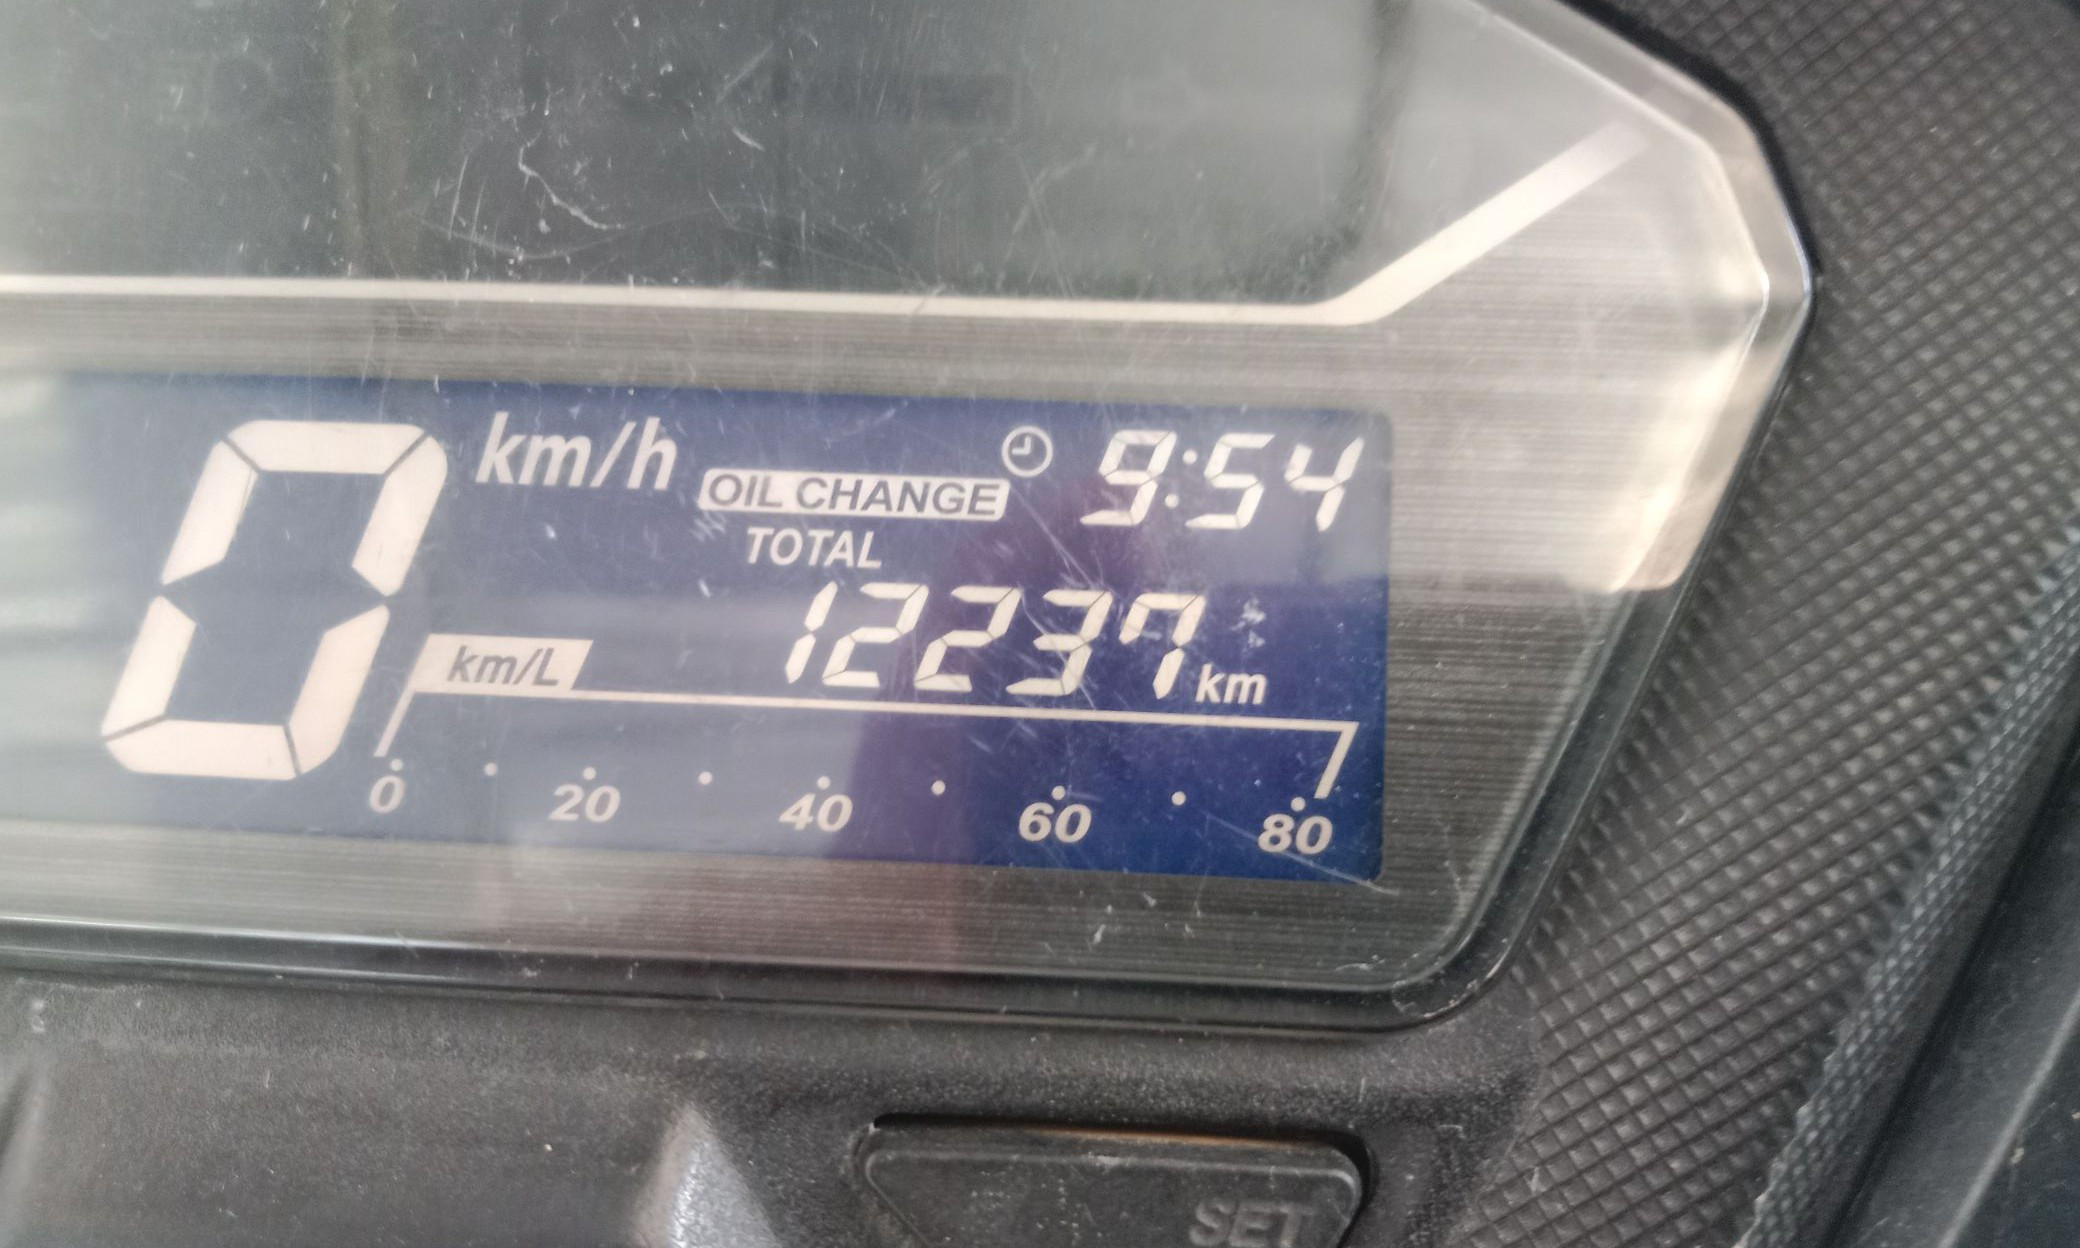 0 km/h
OIL CHANGE
9:54
TOTAL
12237 km
km/L
0 20 40 60 80
SET